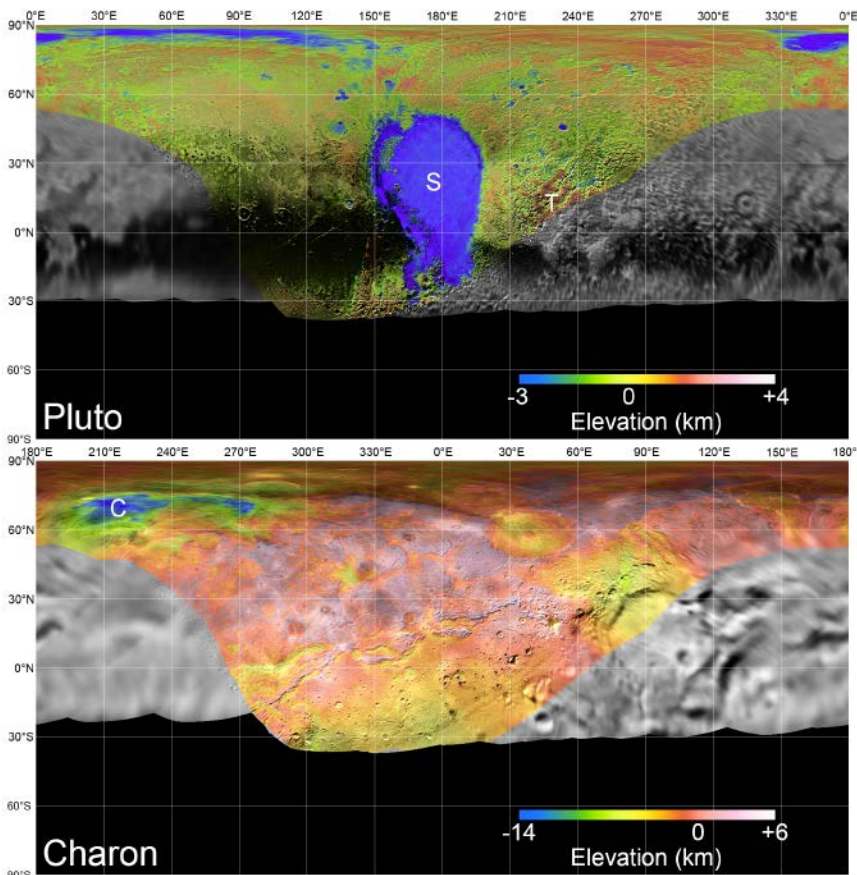 0°E 30°E 60°E 90°E 120°E 150°E 180°E 210°E 240°E 270°E 300°E 330°E 0°E
90°N
60°N
30°N
S
T
0°N
30°S
60°S
-3 0 +4
Elevation (km)
Pluto
90°S
180°E 210°E 240°E 270°E 300°E 330°E 0°E 30°E 60°E 90°E 120°E 150°E 180°E
90°N
C
60°N
30°N
0°N
30°S
60°S
-14 0 +6
Elevation (km)
Charon
90°S